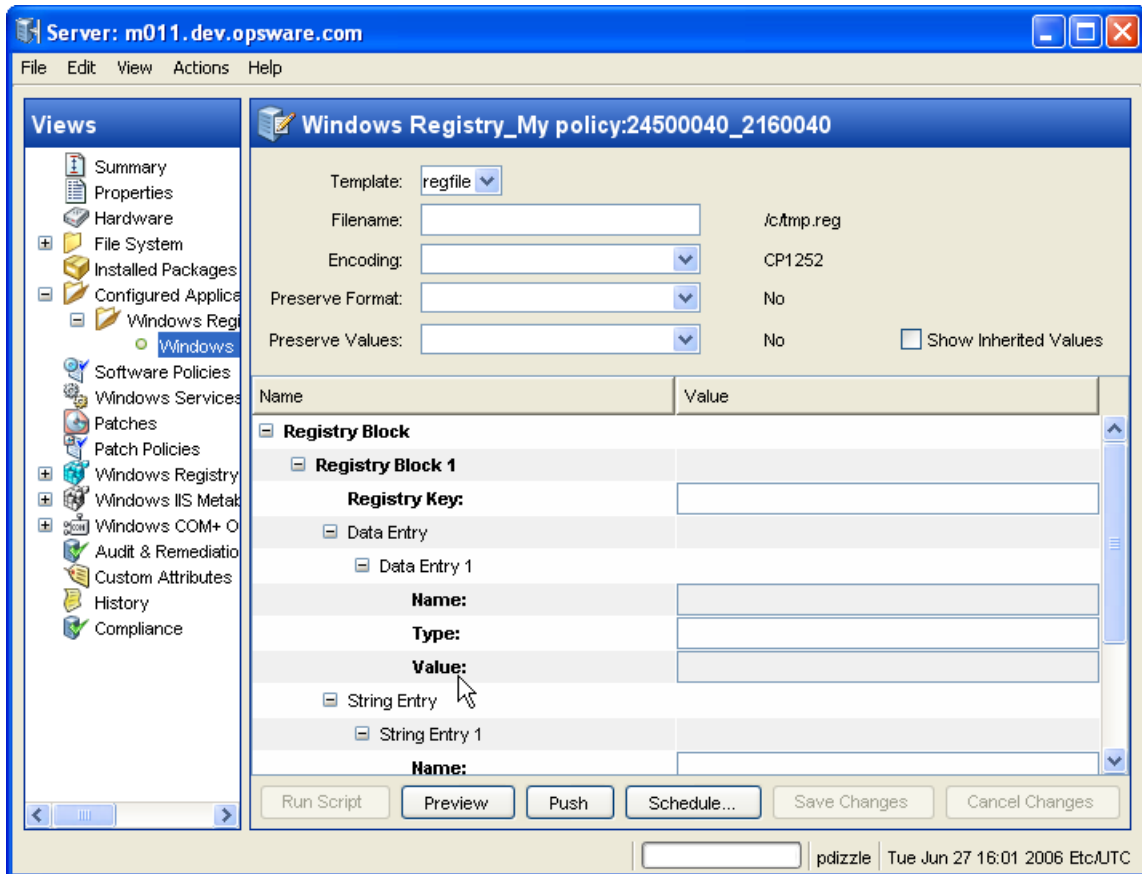 Server: m011.dev.opsware.com
File Edit View Actions Help
Views
Summary
Properties
Hardware
File System
Installed Packages
Configured Applica
Windows Regi
Windows
Software Policies
Windows Services
Patches
Patch Policies
Windows Registry
Windows IIS Metab
Windows COM+ O
Audit & Remediatio
Custom Attributes
History
Compliance
Windows Registry_My policy:24500040_2160040
Template: regfile
Filename: /c/tmp.reg
Encoding: CP1252
Preserve Format: No
Preserve Values: No Show Inherited Values
Name Value
Registry Block
Registry Block 1
Registry Key:
Data Entry
Data Entry 1
Name:
Type:
Value:
String Entry
String Entry 1
Name:
Run Script Preview Push Schedule... Save Changes Cancel Changes
pdizzle Tue Jun 27 16:01 2006 Etc/UTC